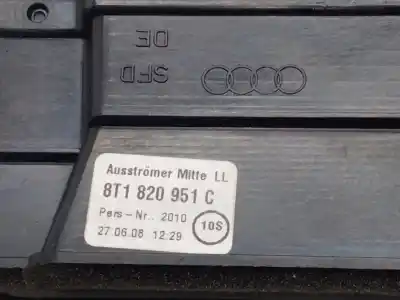 DE
SFD
Ausströmer Mitte LL
8T1 820 951 C
Pers-Nr.. 2010
10S
27.06.08 12:29